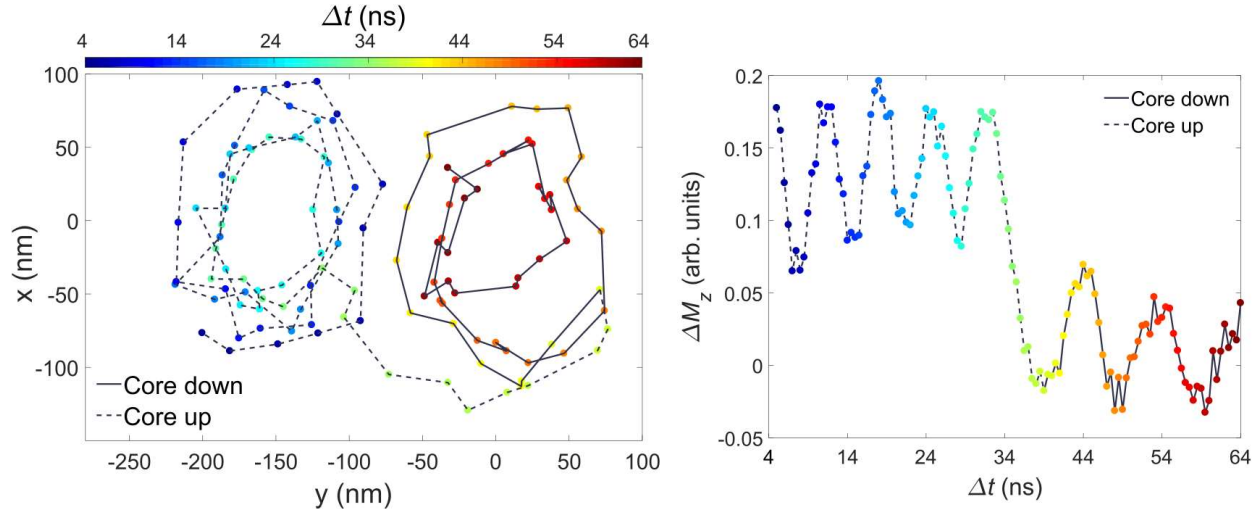 Δt (ns)
4 14 24 34 44 54 64
100
50
0
-50
-100
x (nm)
Core down
Core up
-250 -200 -150 -100 -50 0 50 100
y (nm)
0.2
0.15
0.1
0.05
0
-0.05
ΔMz (arb. units)
Core down
Core up
4 14 24 34 44 54 64
Δt (ns)